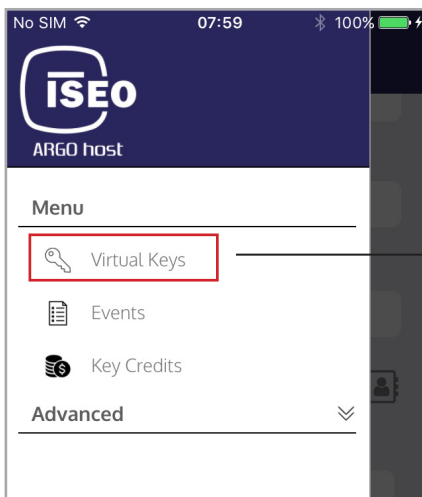 No SIM 07:59 100%
ISEO
ARGO host
Menu
Virtual Keys
Events
Key Credits
Advanced